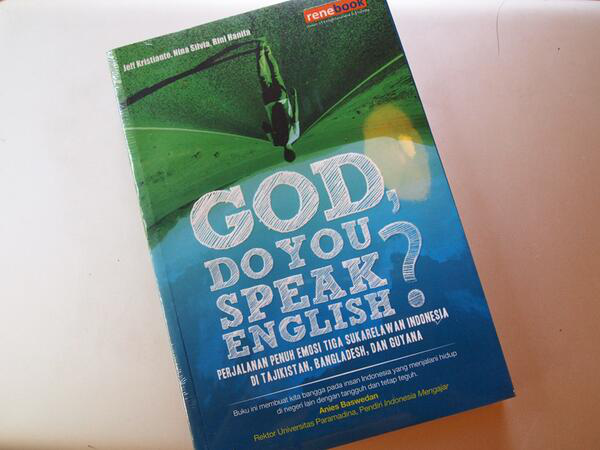 renebook
Jeff Kristianto, Nina Silvia, Rini Hanita
GOD,
DO YOU
SPEAK
ENGLISH?
PERJALANAN PENUH EMOSI TIGA SUKARELAWAN INDONESIA
DI TAJIKISTAN, BANGLADESH, DAN GUYANA
Buku ini membuat kita bangga pada insan Indonesia yang menjalani hidup
di negeri lain dengan tangguh dan tetap teguh.
Anies Baswedan
Rektor Universitas Paramadina, Pendiri Indonesia Mengajar